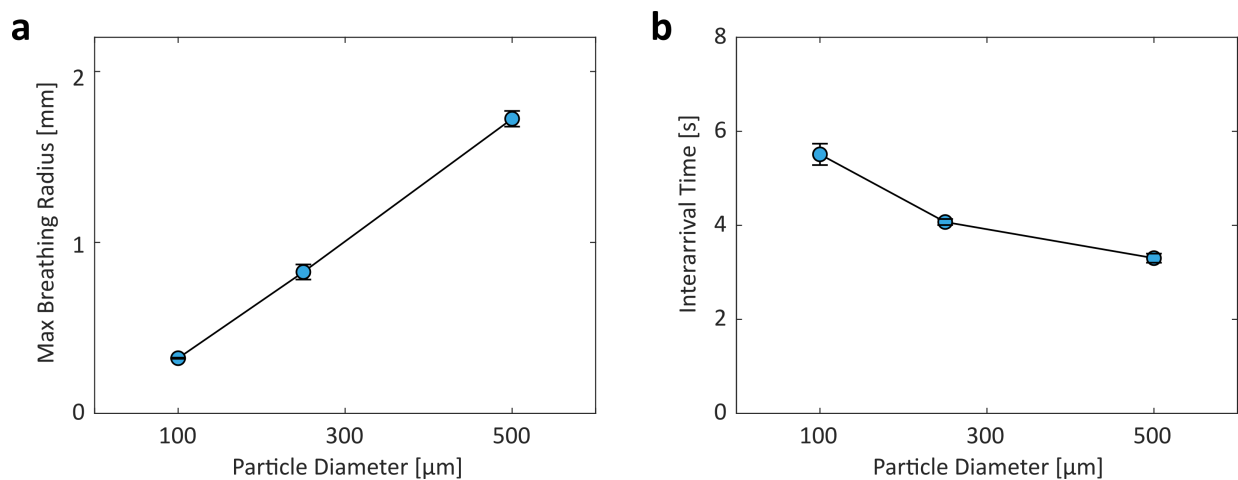 a
Max Breathing Radius [mm]
2
1
0
100
300
500
Particle Diameter [µm]
b
Interarrrival Time [s]
8
6
4
2
0
100
300
500
Particle Diameter [µm]